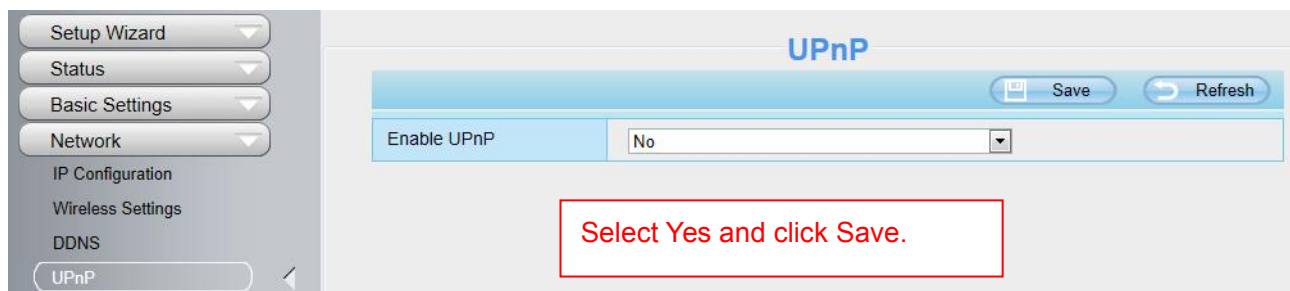 Setup Wizard
Status
Basic Settings
Network
IP Configuration
Wireless Settings
DDNS
UPnP
UPnP
Save Refresh
Enable UPnP No
Select Yes and click Save.